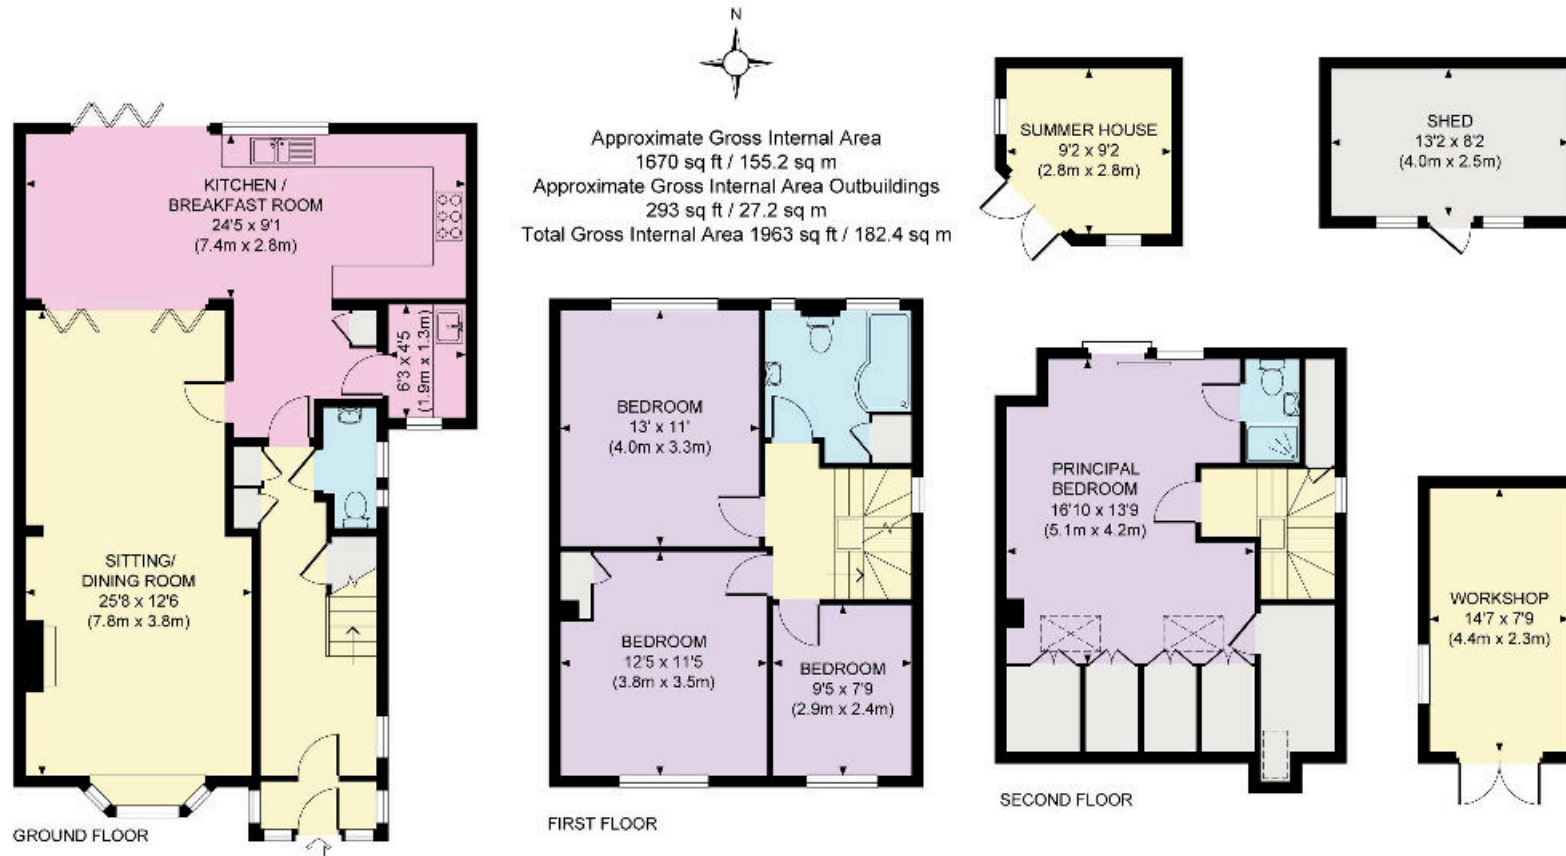 N
Approximate Gross Internal Area
1670 sq ft / 155.2 sq m
Approximate Gross Internal Area Outbuildings
293 sq ft / 27.2 sq m
Total Gross Internal Area 1963 sq ft / 182.4 sq m
SUMMER HOUSE
9'2 x 9'2
(2.8m x 2.8m)
SHED
13'2 x 8'2
(4.0m x 2.5m)
KITCHEN /
BREAKFAST ROOM
24'5 x 9'1
(7.4m x 2.8m)
6'3 x 4'5
(1.9m x 1.3m)
SITTING/
DINING ROOM
25'8 x 12'6
(7.8m x 3.8m)
GROUND FLOOR
BEDROOM
13' x 11'
(4.0m x 3.3m)
BEDROOM
12'5 x 11'5
(3.8m x 3.5m)
BEDROOM
9'5 x 7'9
(2.9m x 2.4m)
FIRST FLOOR
PRINCIPAL
BEDROOM
16'10 x 13'9
(5.1m x 4.2m)
SECOND FLOOR
WORKSHOP
14'7 x 7'9
(4.4m x 2.3m)